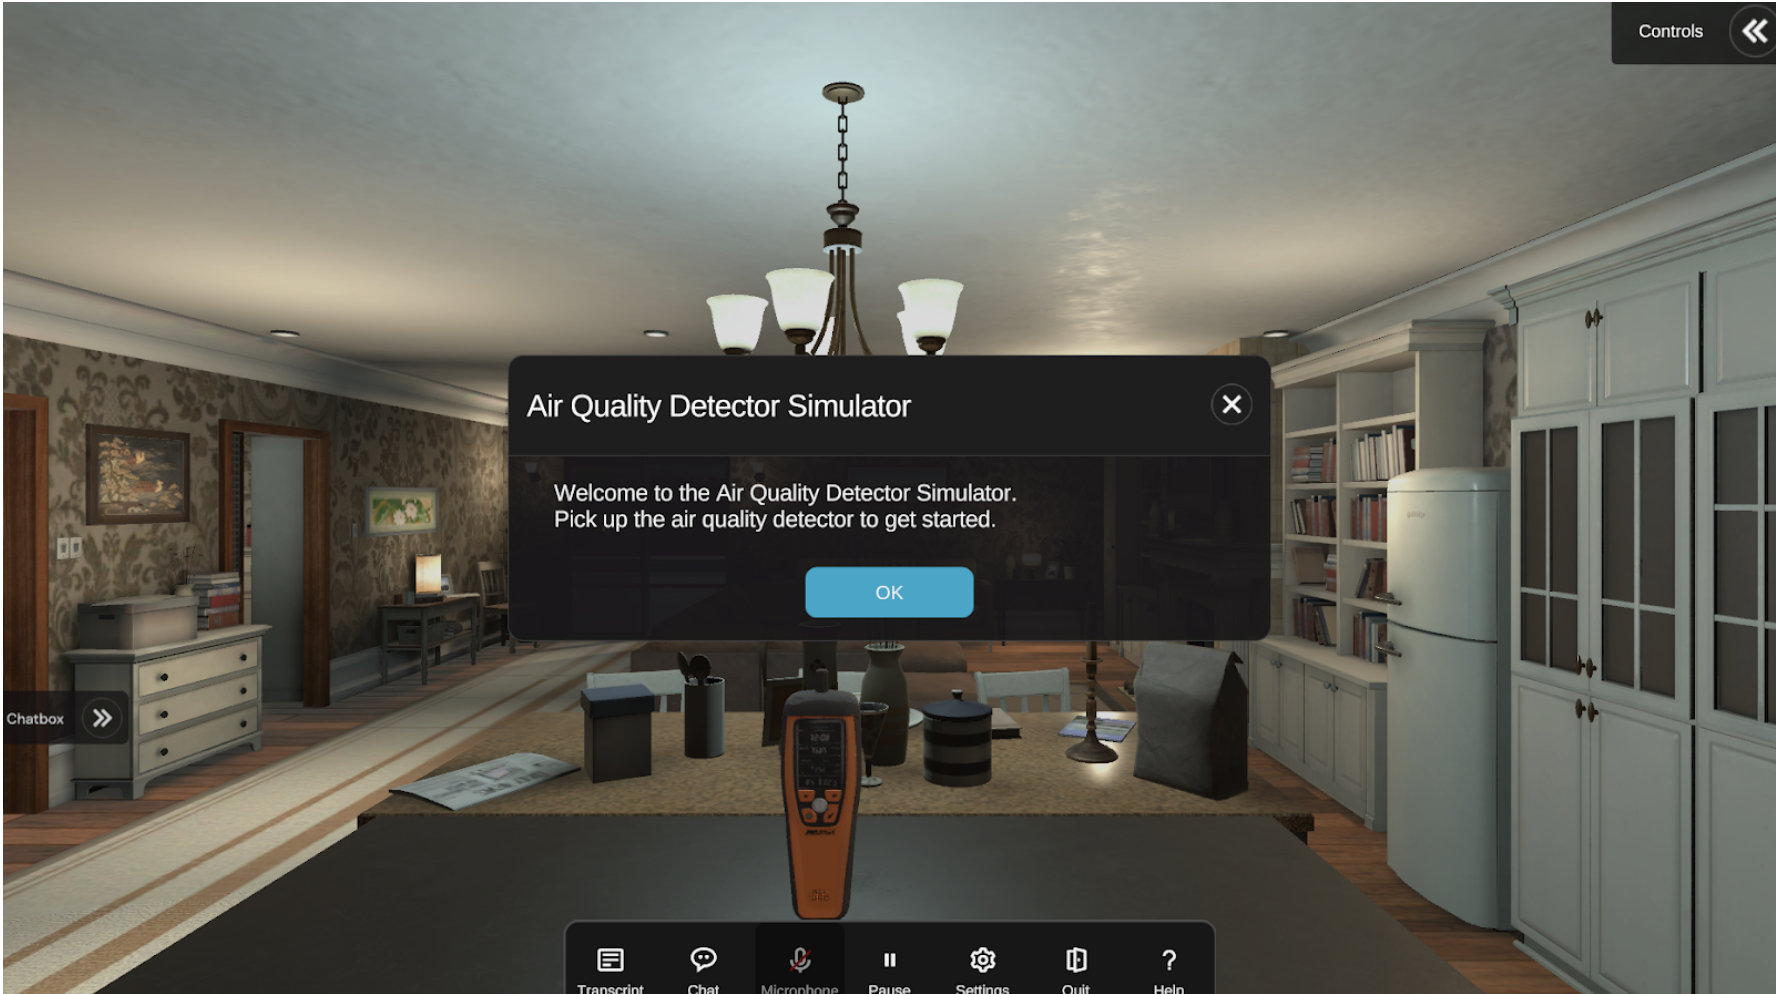 Controls
Air Quality Detector Simulator
Welcome to the Air Quality Detector Simulator.
Pick up the air quality detector to get started.
OK
Chatbox
Transcript
Chat
Microphone
Pause
Settings
Quit
Help